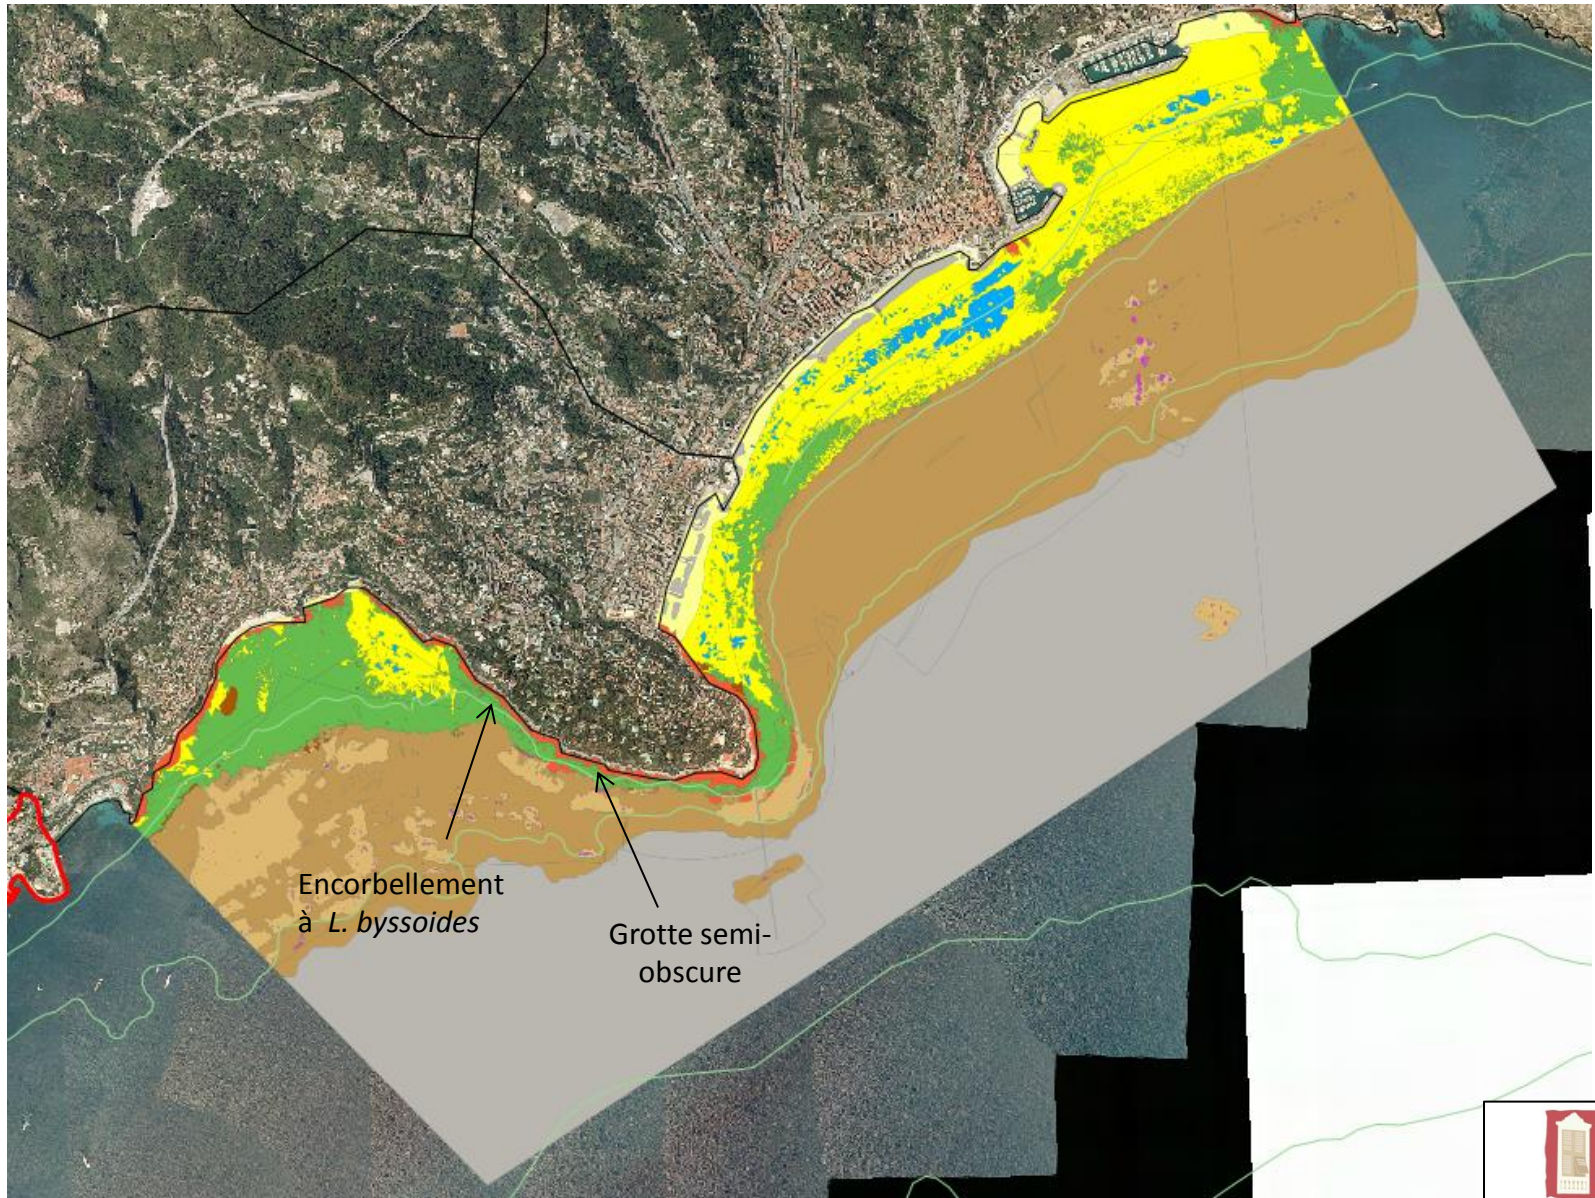 Encorbellement
à L. byssoides
Grotte semi-
obscure